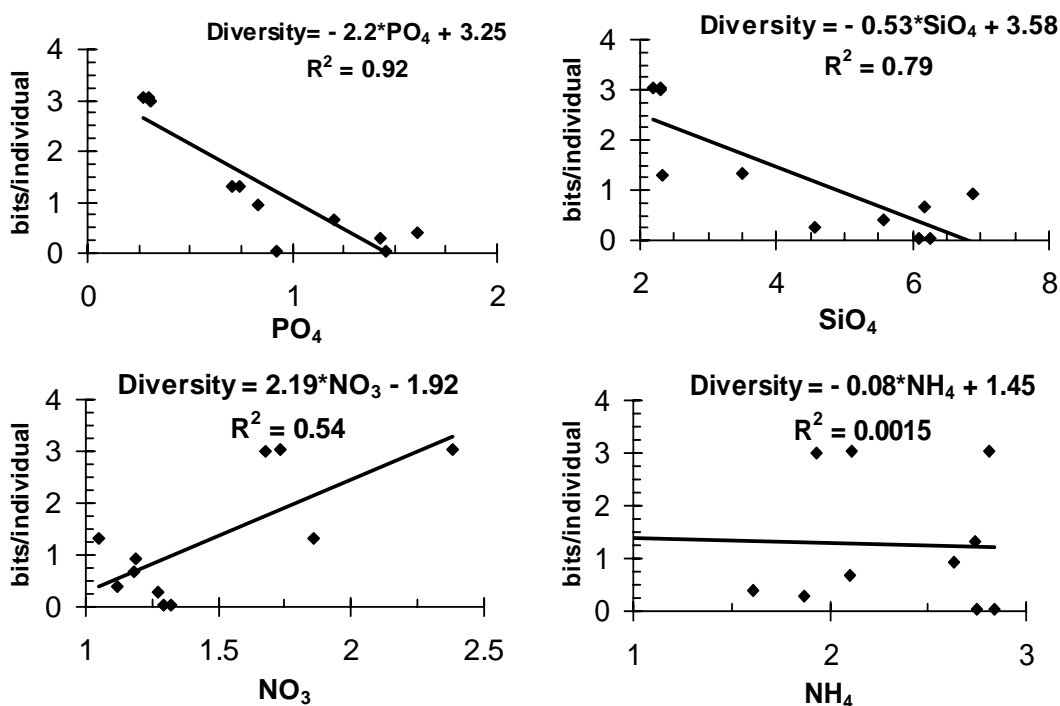 Diversity= - 2.2*PO₄ + 3.25
R² = 0.92
bits/individual
4
3
2
1
0
0 1 2
PO₄
Diversity = - 0.53*SiO₄ + 3.58
R² = 0.79
bits/individual
4
3
2
1
0
2 4 6 8
SiO₄
Diversity = 2.19*NO₃ - 1.92
R² = 0.54
bits/individual
4
3
2
1
0
1 1.5 2 2.5
NO₃
Diversity = - 0.08*NH₄ + 1.45
R² = 0.0015
bits/individual
4
3
2
1
0
1 2 3
NH₄